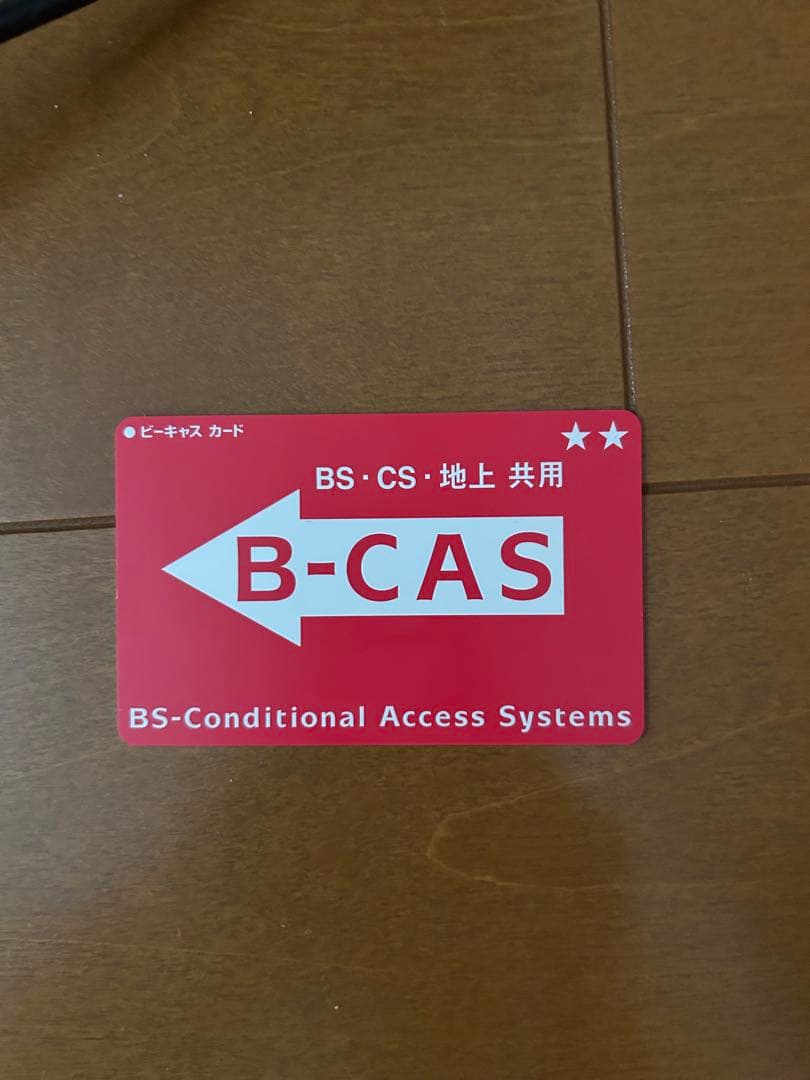 ●ビーキャス カード
★★
BS・CS・地上 共用
B-CAS
BS-Conditional Access Systems